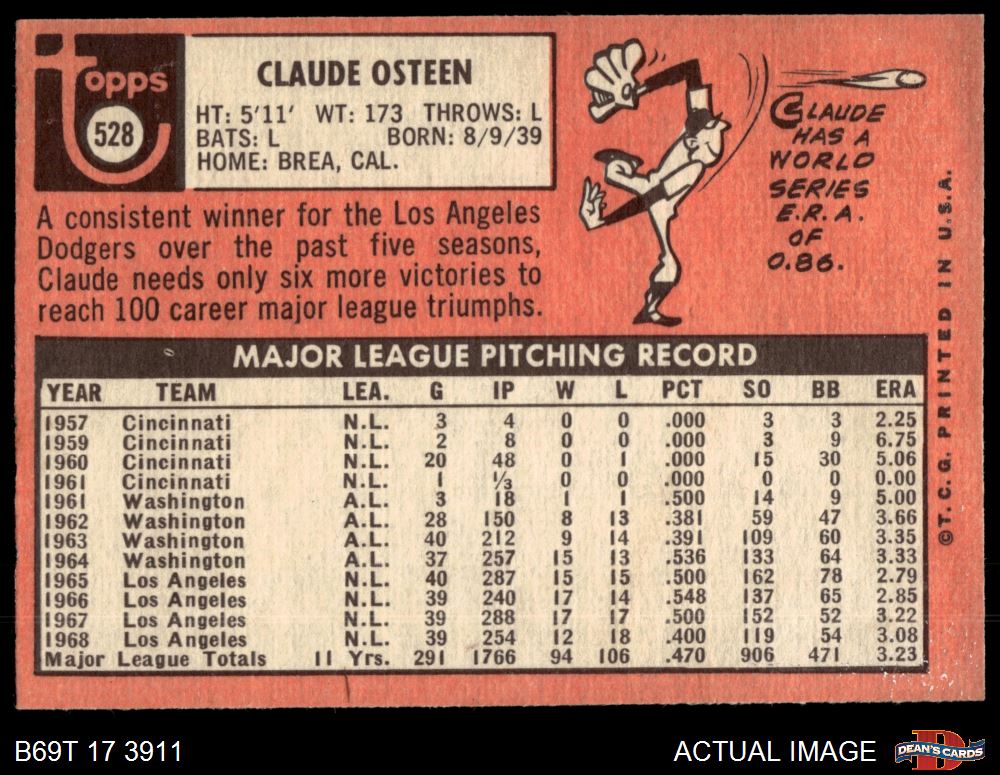 topps
528
CLAUDE OSTEEN
HT: 5'11' WT: 173 THROWS: L
BATS: L BORN: 8/9/39
HOME: BREA, CAL.
A consistent winner for the Los Angeles
Dodgers over the past five seasons,
Claude needs only six more victories to
reach 100 career major league triumphs.
CLAUDE
HAS A
WORLD
SERIES
E.R.A.
OF
0.86.
MAJOR LEAGUE PITCHING RECORD
YEAR TEAM LEA. G IP W L PCT SO BB ERA
1957 Cincinnati N.L. 3 4 0 0 .000 3 3 2.25
1959 Cincinnati N.L. 2 8 0 0 .000 3 9 6.75
1960 Cincinnati N.L. 20 48 0 1 .000 15 30 5.06
1961 Cincinnati N.L. 1 ⅓ 0 0 .000 0 0 0.00
1961 Washington A.L. 3 18 1 1 .500 14 9 5.00
1962 Washington A.L. 28 150 8 13 .381 59 47 3.66
1963 Washington A.L. 40 212 9 14 .391 109 60 3.35
1964 Washington A.L. 37 257 15 13 .536 133 64 3.33
1965 Los Angeles N.L. 40 287 15 15 .500 162 78 2.79
1966 Los Angeles N.L. 39 240 17 14 .548 137 65 2.85
1967 Los Angeles N.L. 39 288 17 17 .500 152 52 3.22
1968 Los Angeles N.L. 39 254 12 18 .400 119 54 3.08
Major League Totals 11 Yrs. 291 1766 94 106 .470 906 471 3.23
©T.C.G. PRINTED IN U.S.A.
B69T 17 3911
ACTUAL IMAGE
DEAN'S CARDS